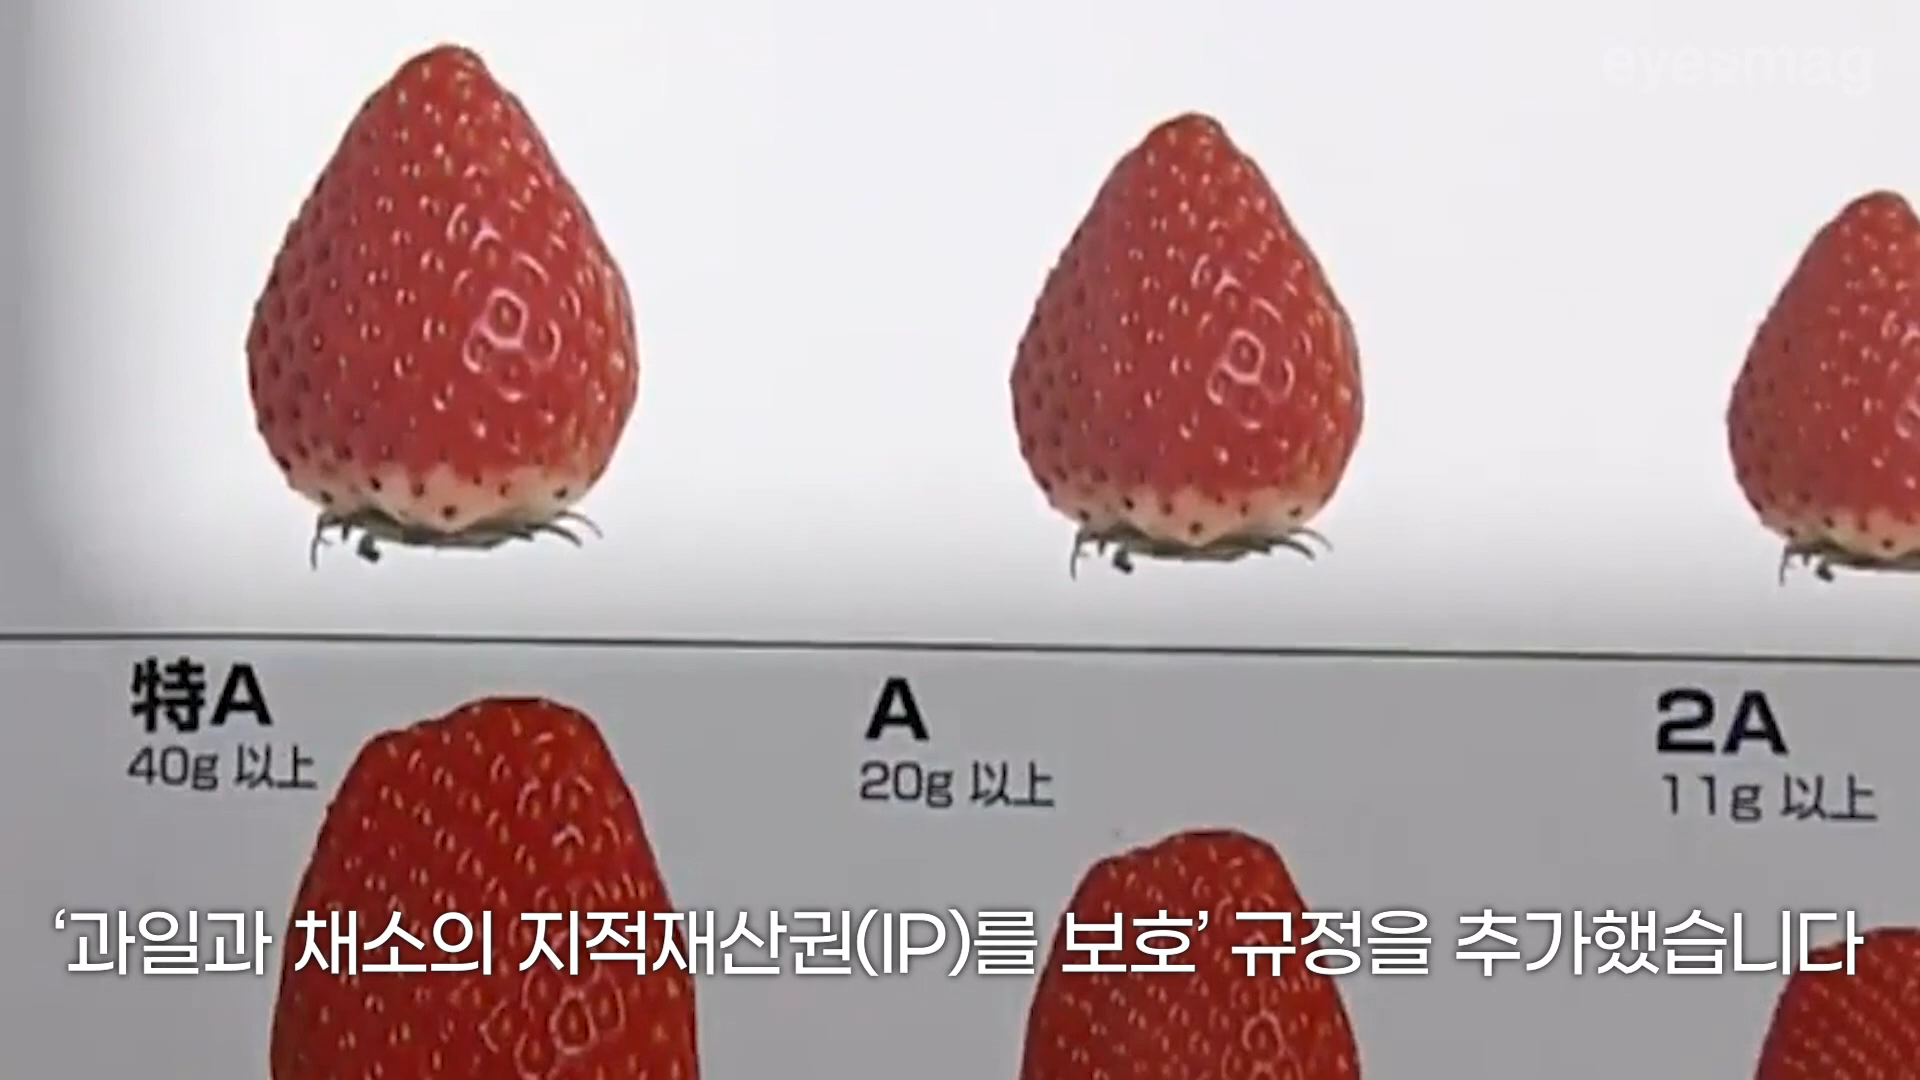 eyesmag
特A
40g 以上
A
20g 以上
2A
11g 以上
‘과일과 채소의 지적재산권(IP)를 보호’ 규정을 추가했습니다